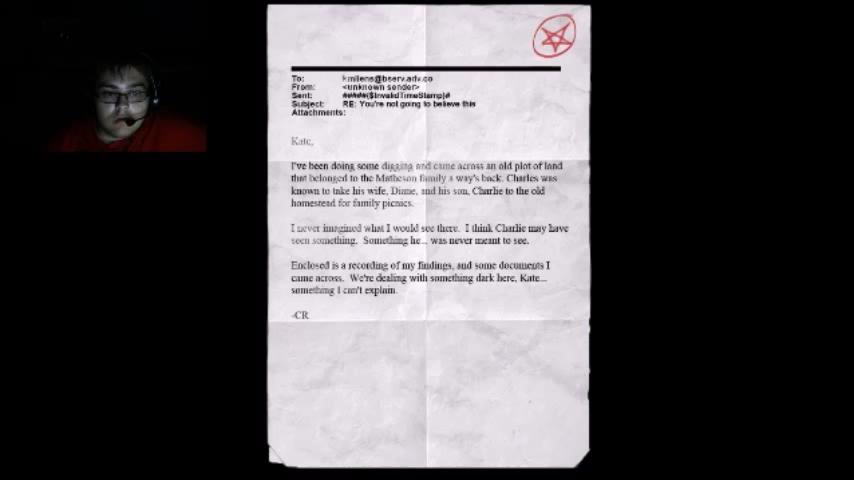 To: kmilens@bserv.adv.co
From: <unknown sender>
Subject: RE: You're not going to believe this
Attachments:
Kate,
I've been doing some digging and came across an old plot of land
that belonged to the Matheson family a way's back. Charles was
known to take his wife, Diane, and his son, Charlie to the old
homestead for family picnics.
I never imagined what I would see there. I think Charlie may have
seen something. Something he... was never meant to see.
Enclosed is a recording of my findings, and some documents I
came across. We're dealing with something dark here, Kate...
something I can't explain.
-CR